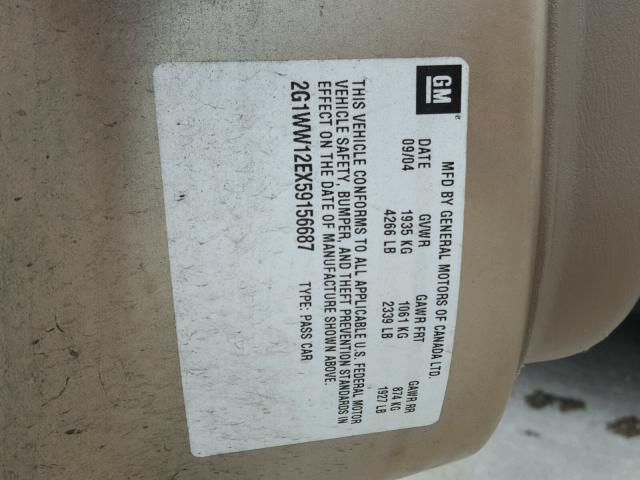 GM®
MFD BY GENERAL MOTORS OF CANADA LTD.
DATE GVWR GAWR FRT GAWR RR
09/04 1935 KG 1061 KG 874 KG
4266 LB 2339 LB 1927 LB
THIS VEHICLE CONFORMS TO ALL APPLICABLE U.S. FEDERAL MOTOR
VEHICLE SAFETY, BUMPER, AND THEFT PREVENTION STANDARDS IN
EFFECT ON THE DATE OF MANUFACTURE SHOWN ABOVE.
2G1WW12EX59156687 TYPE: PASS CAR